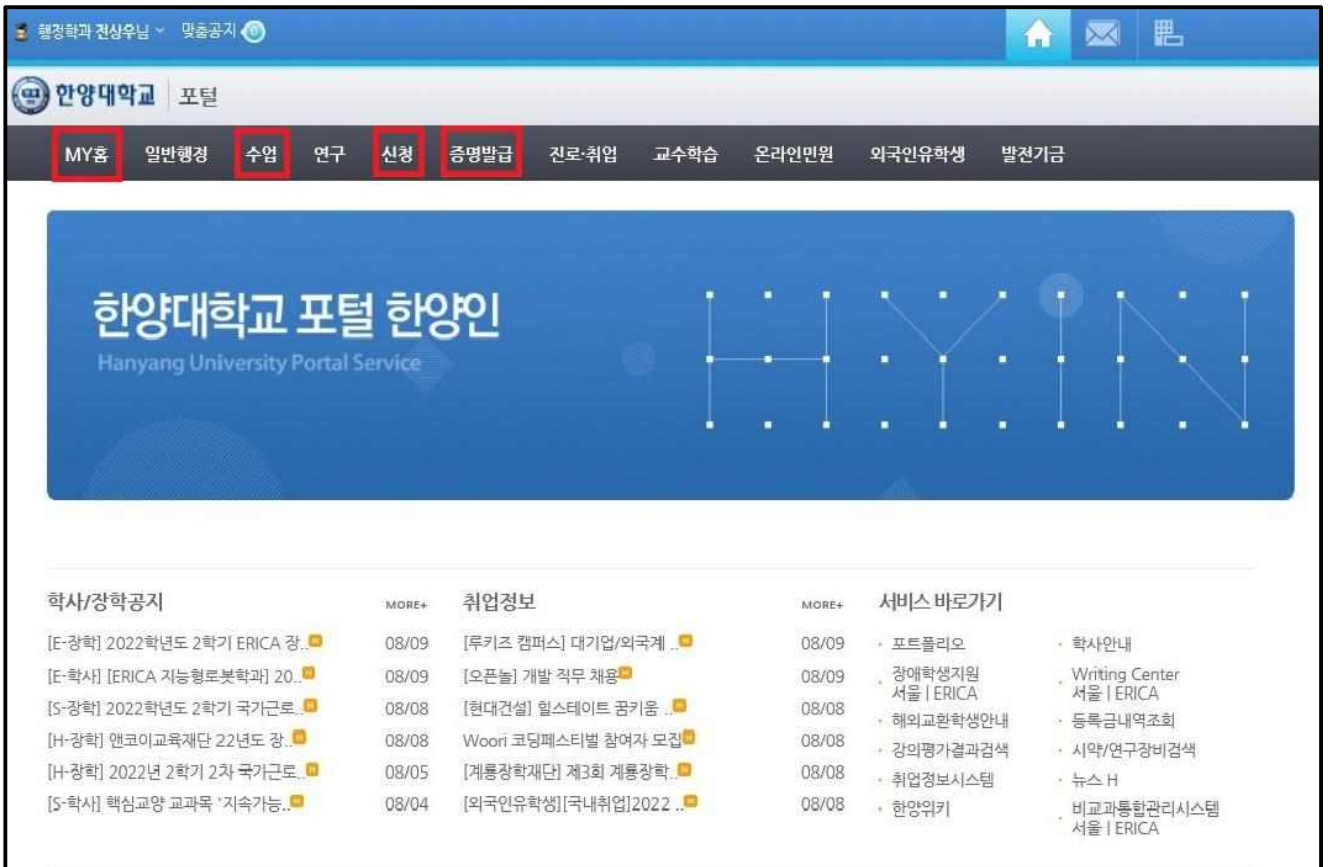 행정학과 전상우님 맞춤공지 0
한양대학교 포털
MY홈 일반행정 수업 연구 신청 증명발급 진로·취업 교수학습 온라인민원 외국인유학생 발전기금
한양대학교 포털 한양인
Hanyang University Portal Service
학사/장학공지 MORE+
[E-장학] 2022학년도 2학기 ERICA 장.. 08/09
[E-학사] [ERICA 지능형로봇학과] 20.. 08/09
[S-장학] 2022학년도 2학기 국가근로.. 08/08
[H-장학] 앤코이교육재단 22년도 장.. 08/08
[H-장학] 2022년 2학기 2차 국가근로.. 08/05
[S-학사] 핵심교양 교과목 '지속가능.. 08/04
취업정보 MORE+
[루키즈 캠퍼스] 대기업/외국계 .. 08/09
[오픈놀] 개발 직무 채용 08/09
[현대건설] 힐스테이트 꿈키움 .. 08/08
Woori 코딩페스티벌 참여자 모집 08/08
[계룡장학재단] 제3회 계룡장학.. 08/08
[외국인유학생][국내취업]2022 .. 08/08
서비스 바로가기
· 포트폴리오
· 장애학생지원
서울 | ERICA
· 해외교환학생안내
· 강의평가결과검색
· 취업정보시스템
· 한양위키
· 학사안내
· Writing Center
서울 | ERICA
· 등록금내역조회
· 시약/연구장비검색
· 뉴스 H
· 비교과통합관리시스템
서울 | ERICA